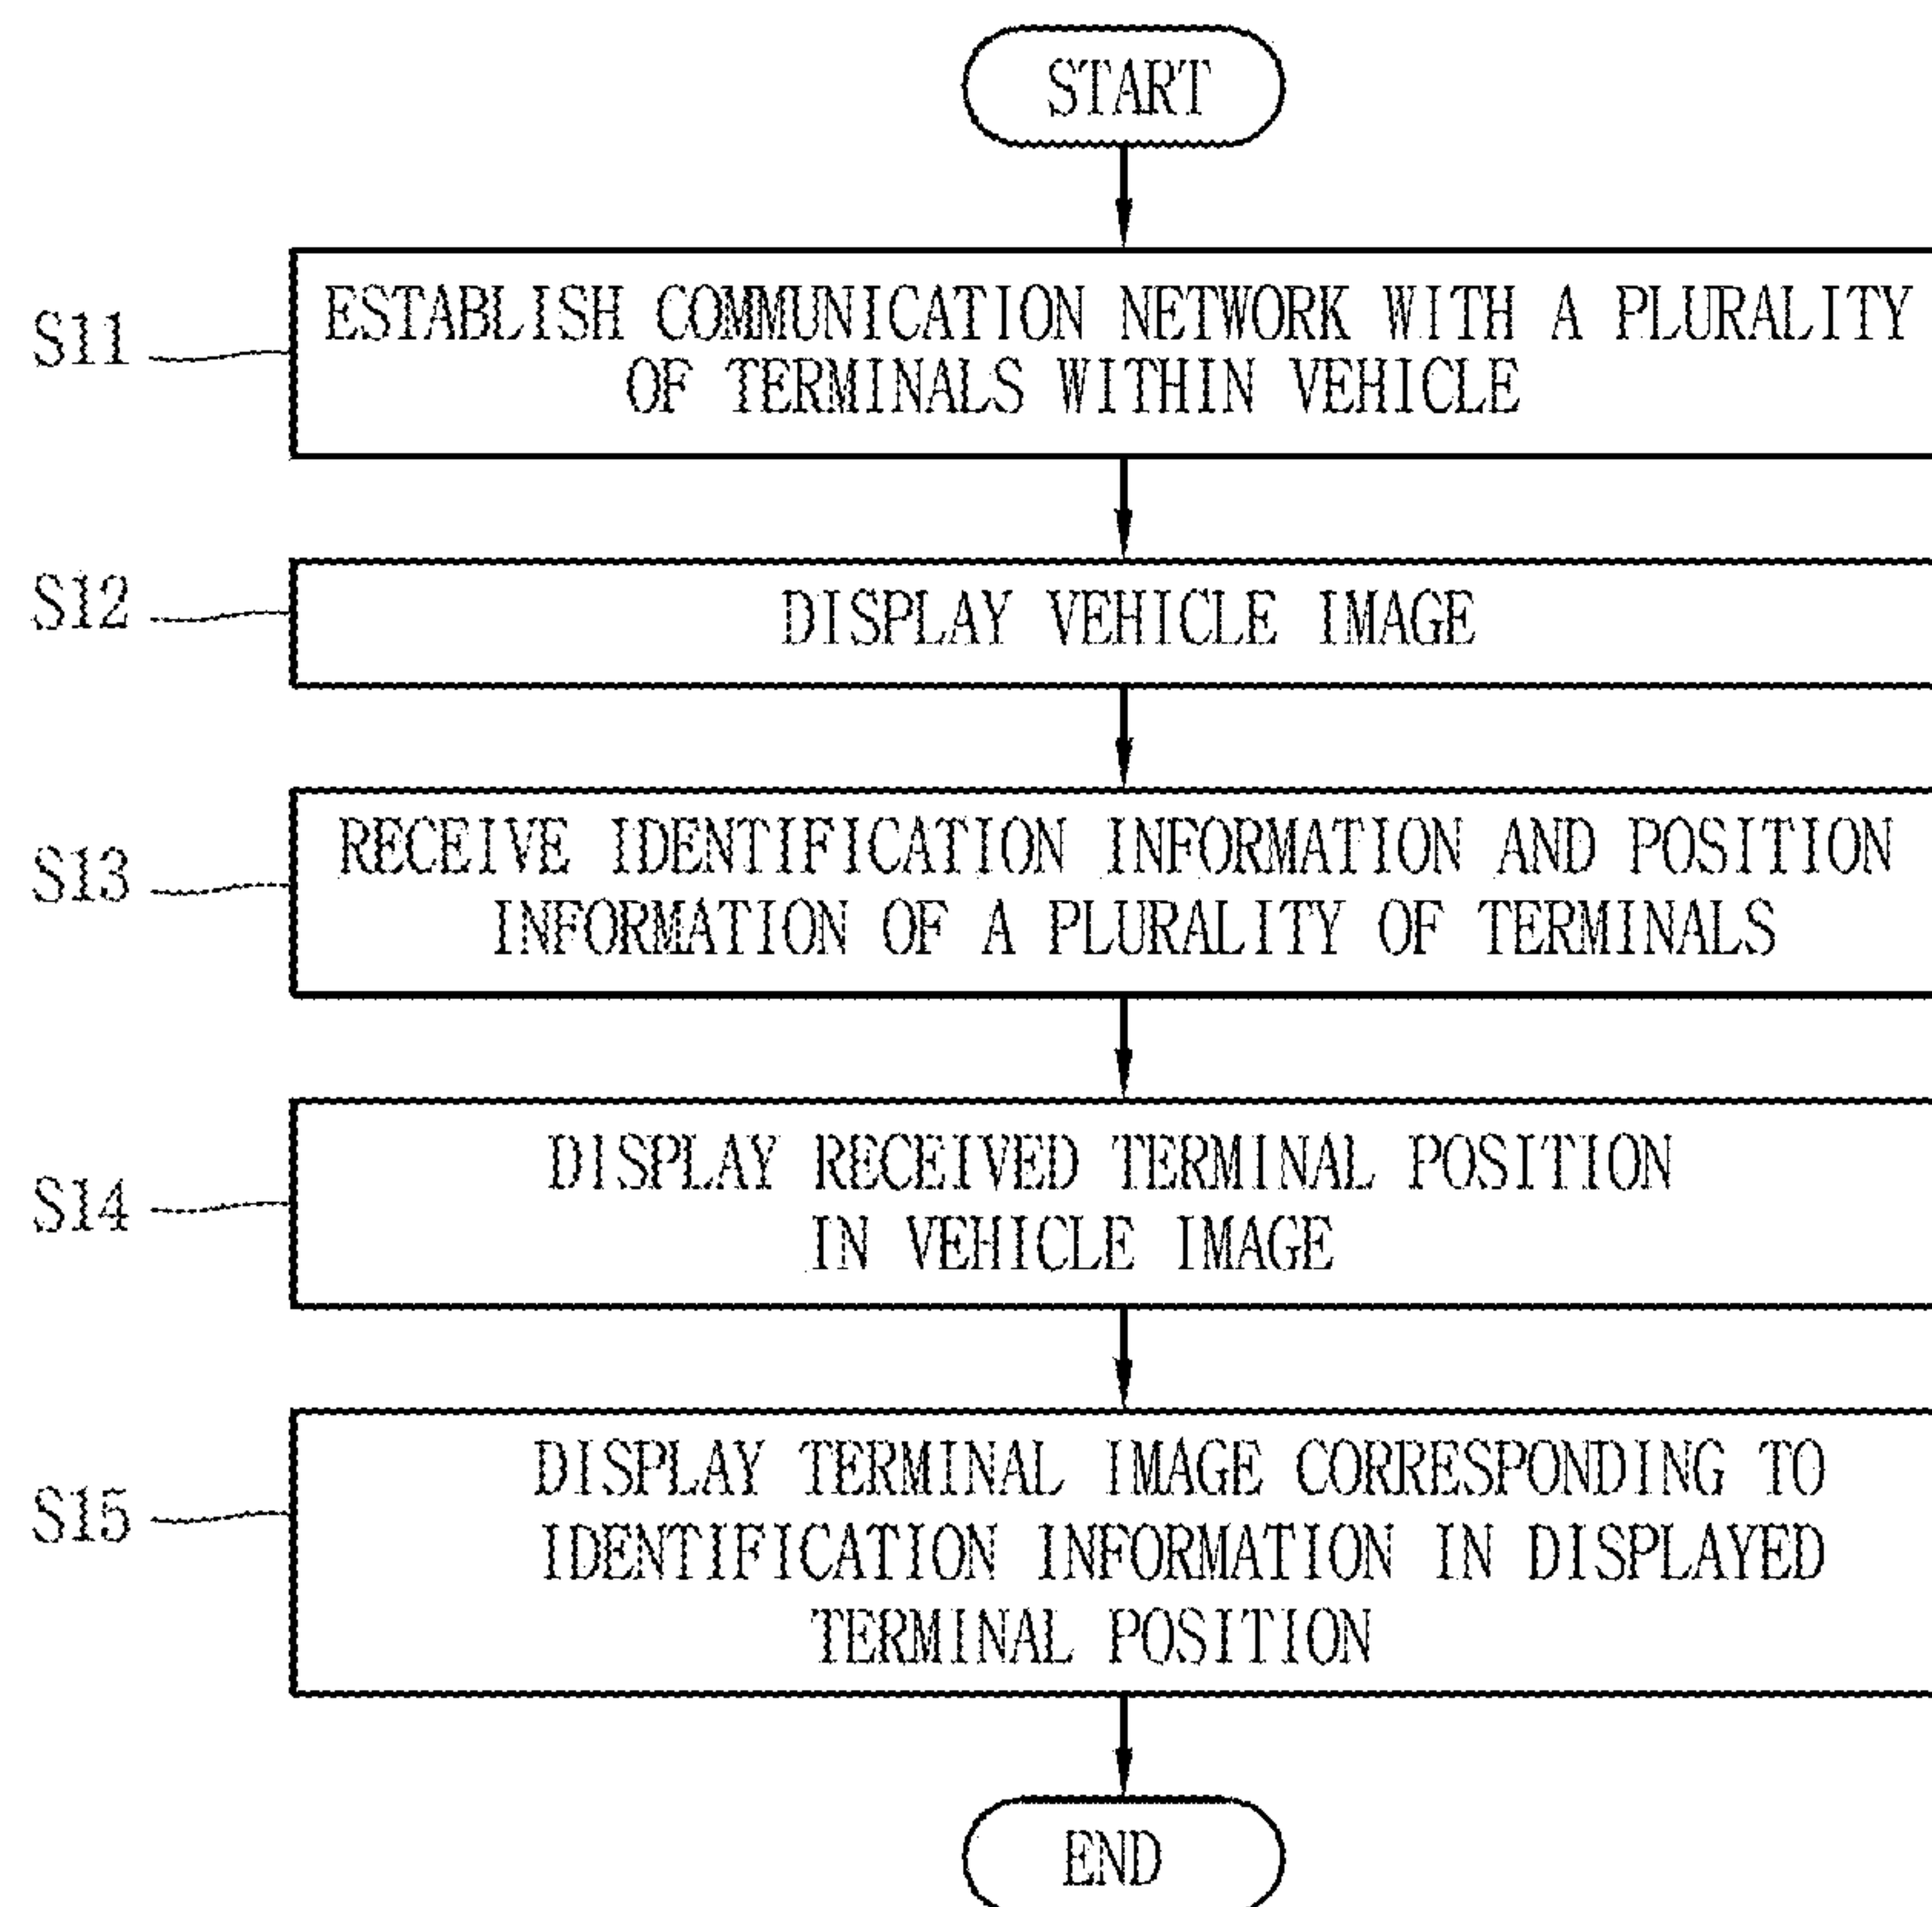 START
S11
ESTABLISH COMMUNICATION NETWORK WITH A PLURALITY
OF TERMINALS WITHIN VEHICLE
S12
DISPLAY VEHICLE IMAGE
S13
RECEIVE IDENTIFICATION INFORMATION AND POSITION
INFORMATION OF A PLURALITY OF TERMINALS
S14
DISPLAY RECEIVED TERMINAL POSITION
IN VEHICLE IMAGE
S15
DISPLAY TERMINAL IMAGE CORRESPONDING TO
IDENTIFICATION INFORMATION IN DISPLAYED
TERMINAL POSITION
END